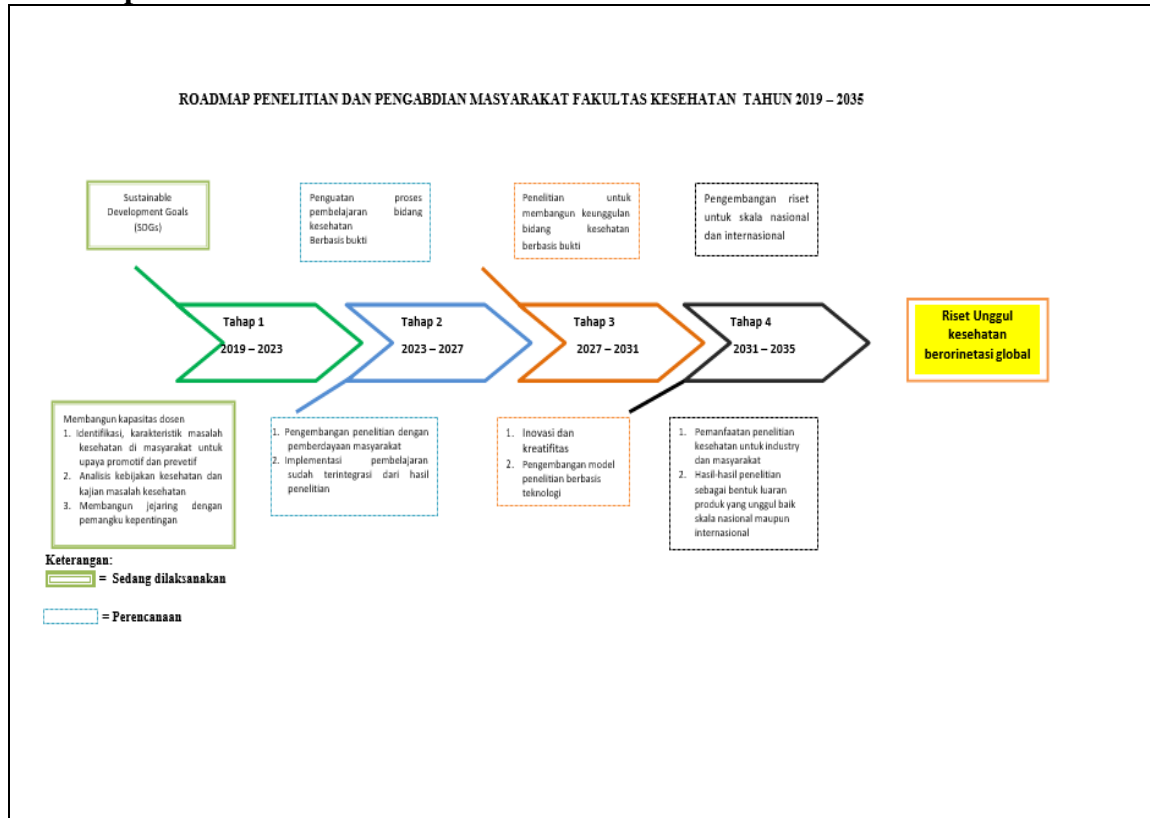 ROADMAP PENELITIAN DAN PENGABDIAN MASYARAKAT FAKULTAS KESEHATAN TAHUN 2019 – 2035
Sustainable
Development Goals
(SDGs)
Penguatan proses
pembelajaran bidang
kesehatan
Berbasis bukti
Penelitian untuk
membangun keunggulan
bidang kesehatan
berbasis bukti
Pengembangan riset
untuk skala nasional
dan internasional
Tahap 1
2019 – 2023
Tahap 2
2023 – 2027
Tahap 3
2027 – 2031
Tahap 4
2031 – 2035
Riset Unggul
kesehatan
berorinetasi global
Membangun kapasitas dosen
1. Identifikasi, karakteristik masalah
kesehatan di masyarakat untuk
upaya promotif dan prevetif
2. Analisis kebijakan kesehatan dan
kajian masalah kesehatan
3. Membangun jejaring dengan
pemangku kepentingan
1. Pengembangan penelitian dengan
pemberdayaan masyarakat
2. Implementasi pembelajaran
sudah terintegrasi dari hasil
penelitian
1. Inovasi dan
kreatifitas
2. Pengembangan model
penelitian berbasis
teknologi
1. Pemanfaatan penelitian
kesehatan untuk industry
dan masyarakat
2. Hasil-hasil penelitian
sebagai bentuk luaran
produk yang unggul baik
skala nasional maupun
internasional
Keterangan:
= Sedang dilaksanakan
= Perencanaan